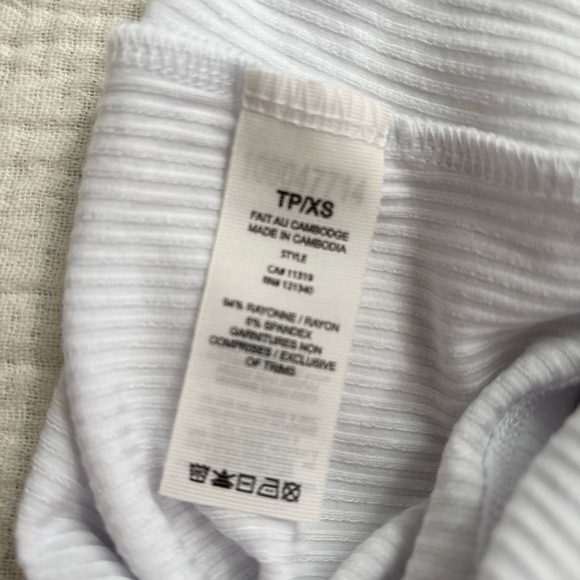 TP/XS
FAIT AU CAMBODGE
MADE IN CAMBODIA
STYLE
CA# 11319
RN# 121340
94% RAYONNE / RAYON
6% SPANDEX
GARNITURES NON
COMPRISES / EXCLUSIVE
OF TRIMS